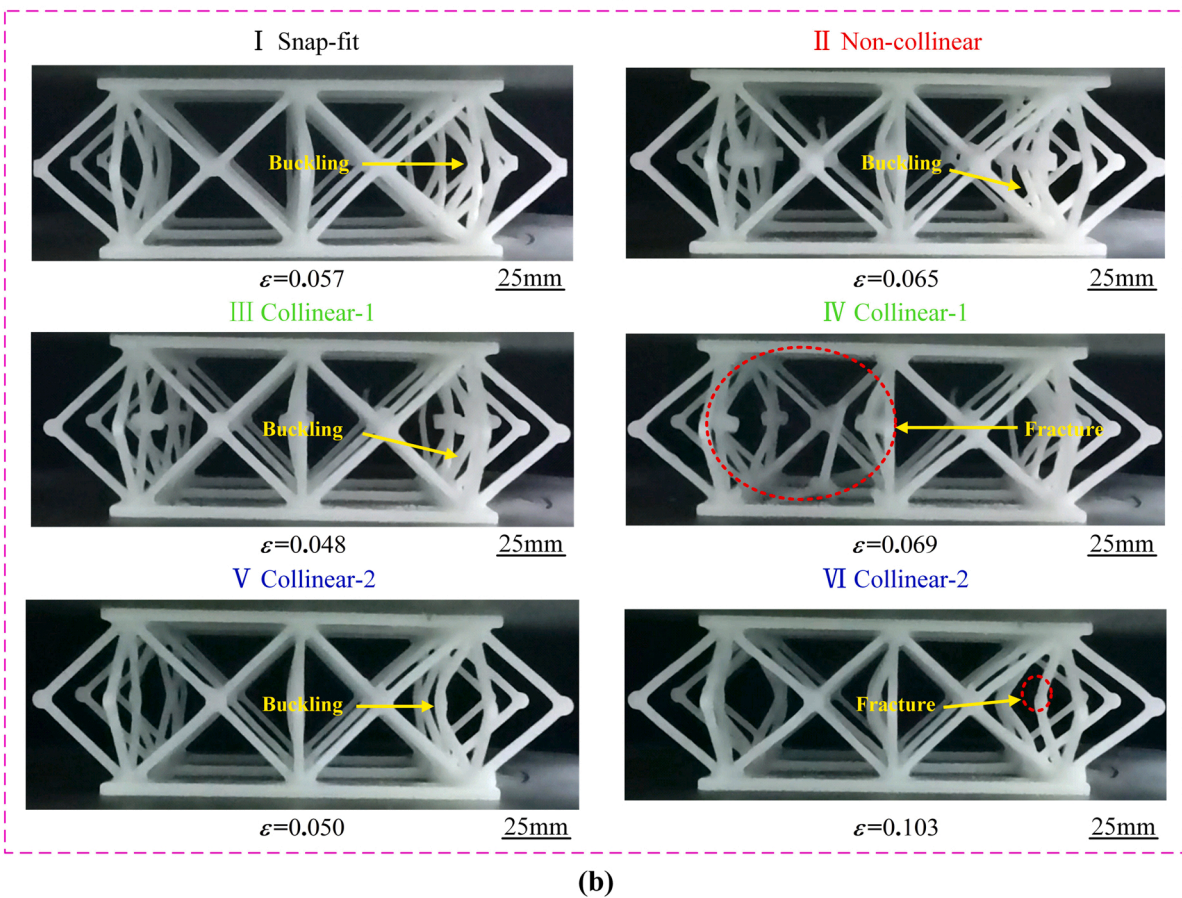 Ⅰ Snap-fit
Ⅱ Non-collinear
Buckling
Buckling
ε=0.057
25mm
ε=0.065
25mm
Ⅲ Collinear-1
Ⅳ Collinear-1
Buckling
Fracture
ε=0.048
25mm
ε=0.069
25mm
Ⅴ Collinear-2
Ⅵ Collinear-2
Buckling
Fracture
ε=0.050
25mm
ε=0.103
25mm
(b)